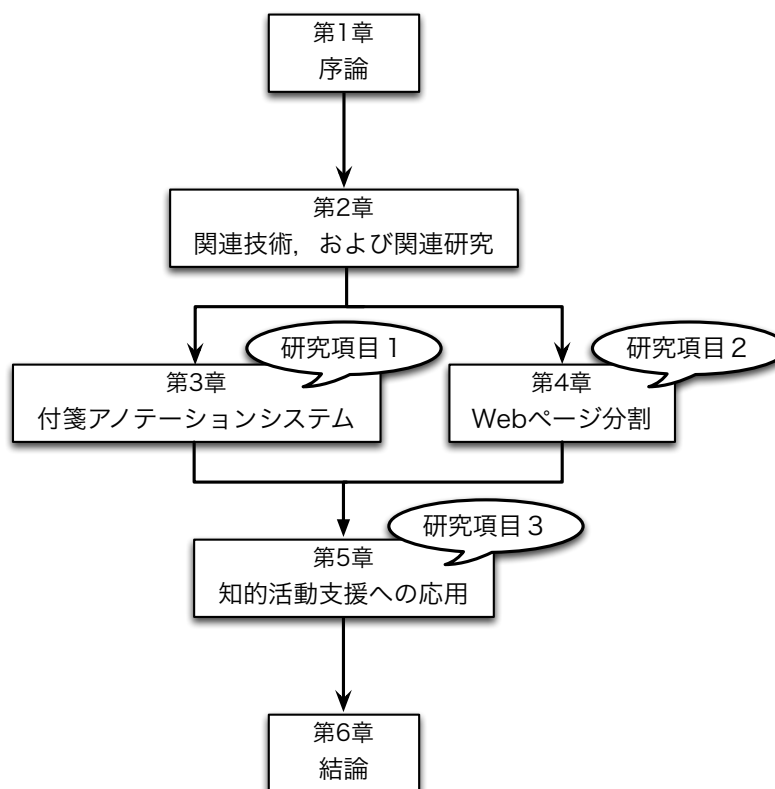 第1章
序論
第2章
関連技術，および関連研究
研究項目１
研究項目２
第3章
付箋アノテーションシステム
第4章
Webページ分割
研究項目３
第5章
知的活動支援への応用
第6章
結論